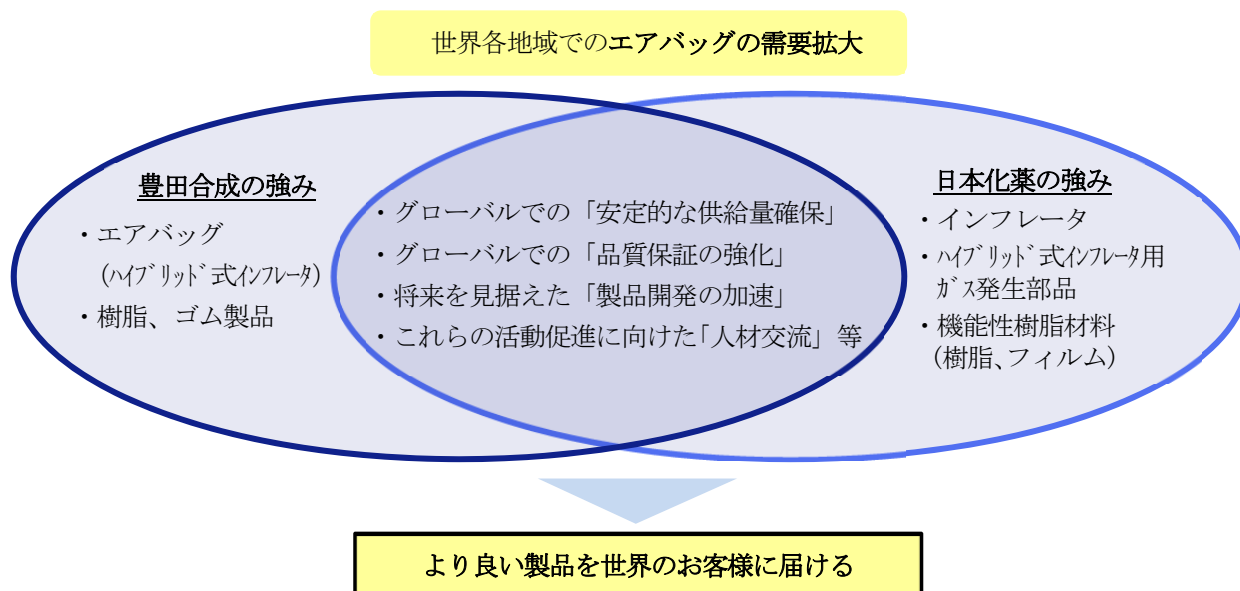 世界各地域でのエアバッグの需要拡大
豊田合成の強み
・エアバッグ
(ﾊｲﾌﾞﾘｯﾄﾞ式ｲﾝﾌﾚｰﾀ)
・樹脂、ゴム製品
・グローバルでの「安定的な供給量確保」
・グローバルでの「品質保証の強化」
・将来を見据えた「製品開発の加速」
・これらの活動促進に向けた「人材交流」等
日本化薬の強み
・インフレータ
・ﾊｲﾌﾞﾘｯﾄﾞ式ｲﾝﾌﾚｰﾀ用
ｶﾞｽ発生部品
・機能性樹脂材料
(樹脂、フィルム)
より良い製品を世界のお客様に届ける